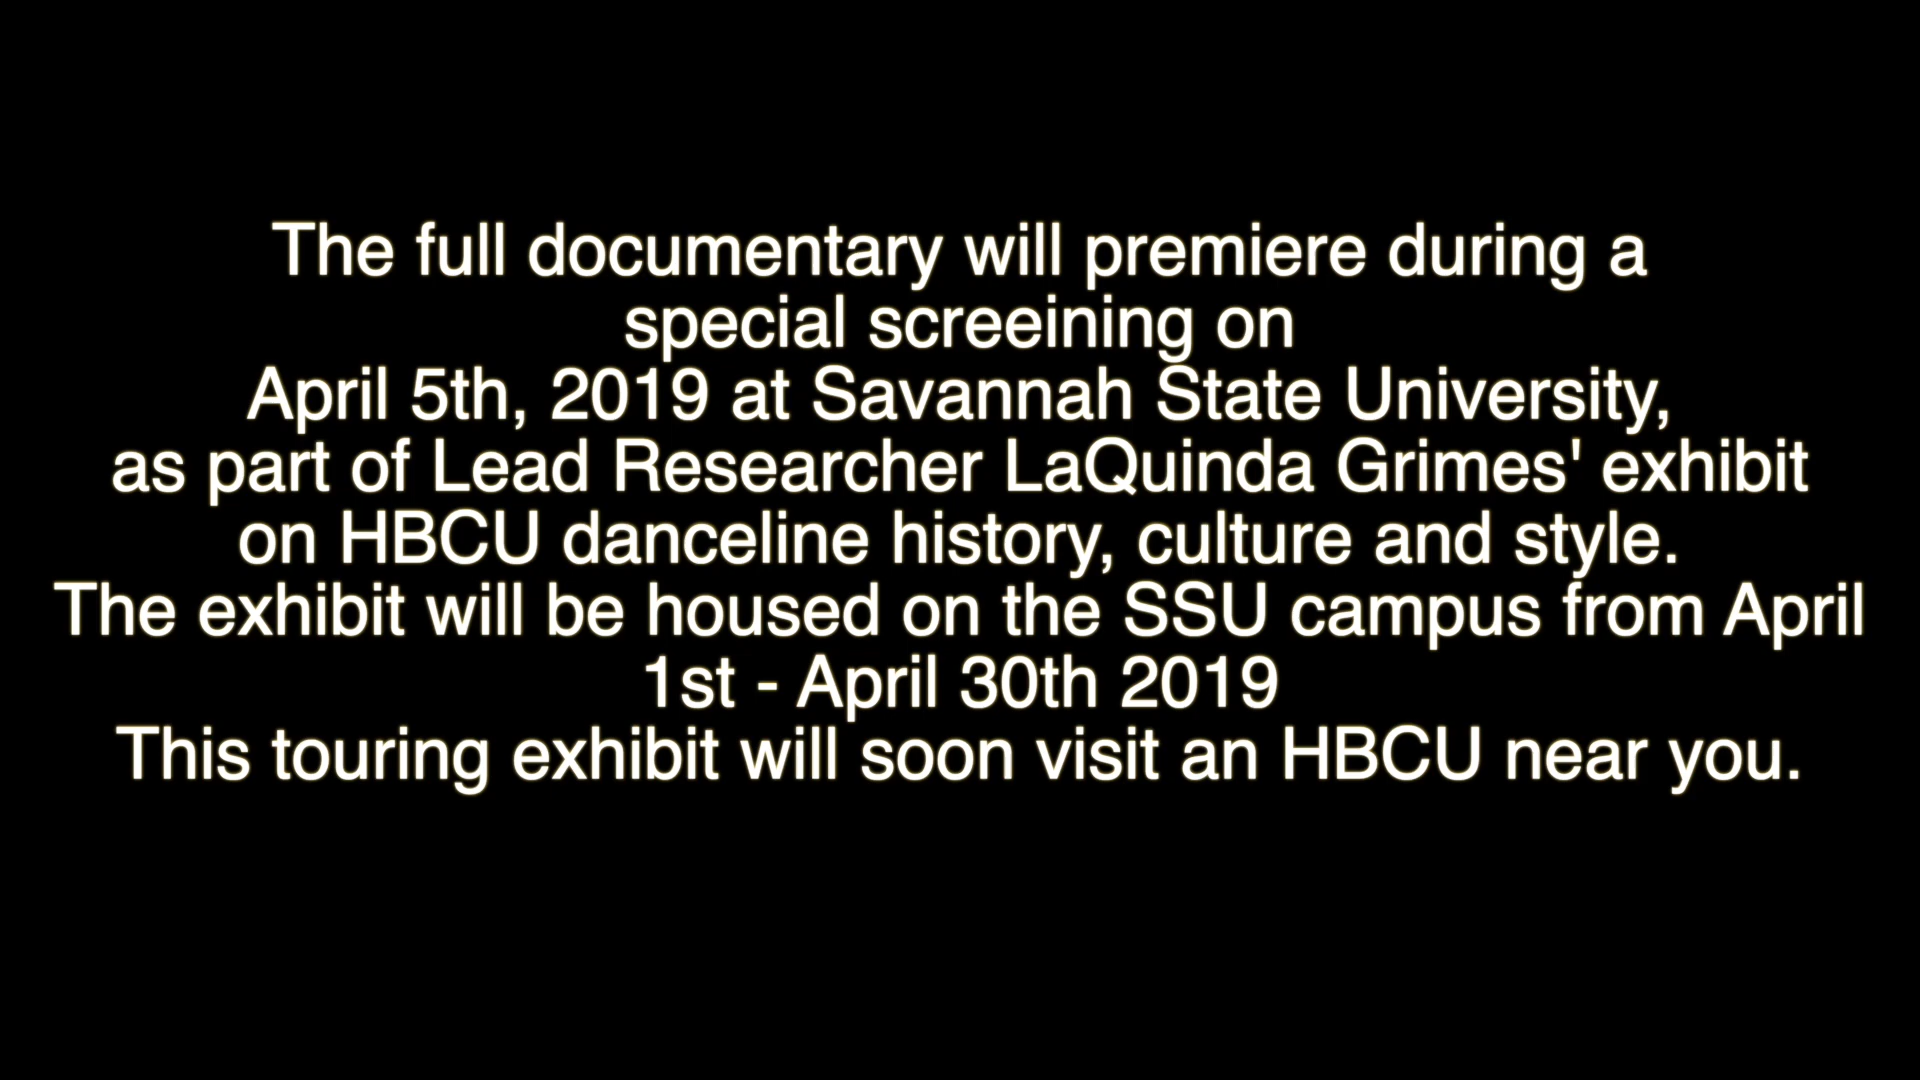 The full documentary will premiere during a
special screeining on
April 5th, 2019 at Savannah State University,
as part of Lead Researcher LaQuinda Grimes' exhibit
on HBCU danceline history, culture and style.
The exhibit will be housed on the SSU campus from April
1st - April 30th 2019
This touring exhibit will soon visit an HBCU near you.